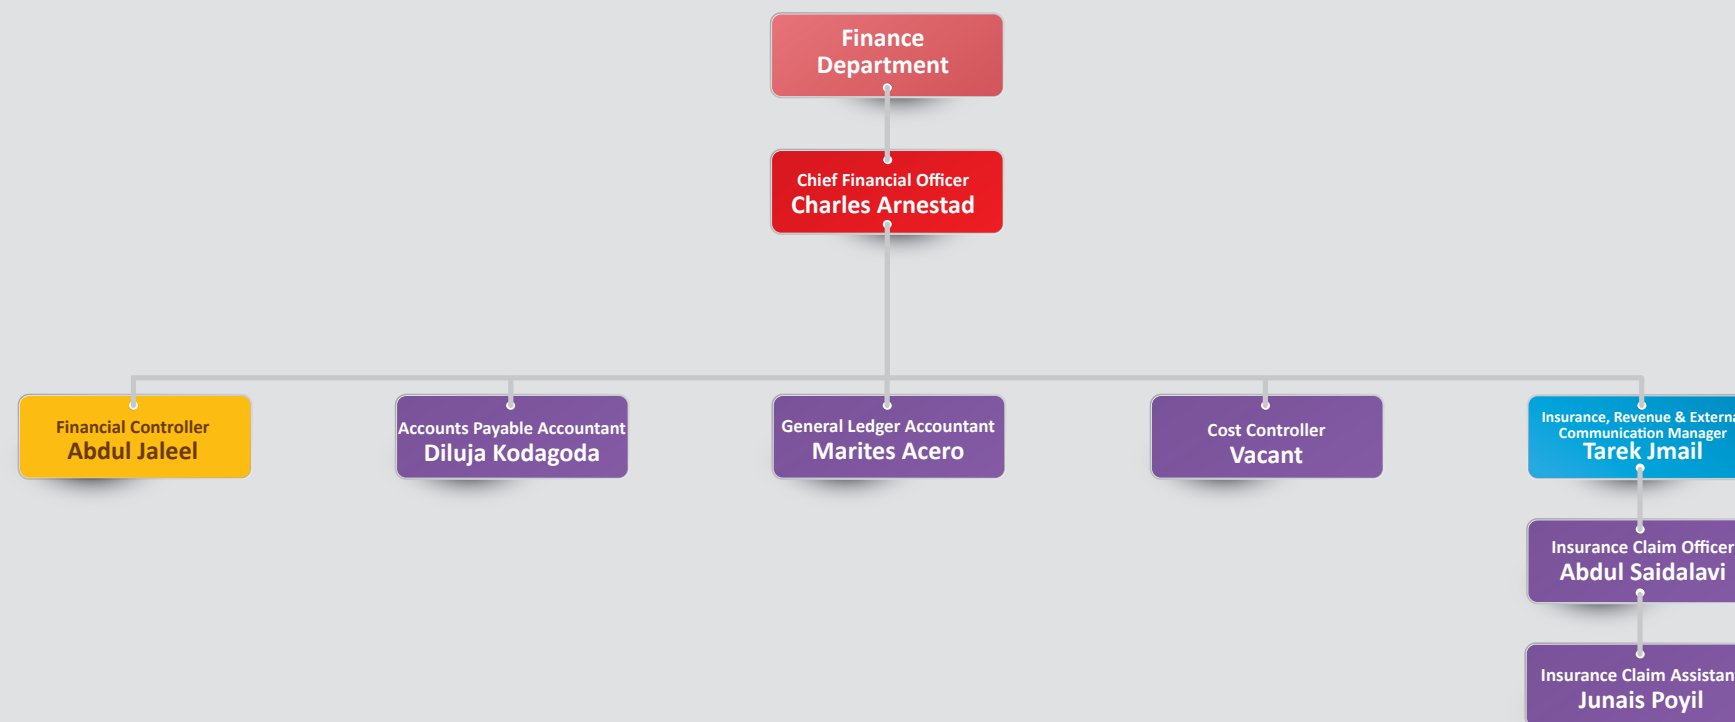 Finance
Department
Chief Financial Officer
Charles Arnestad
Financial Controller
Abdul Jaleel
Accounts Payable Accountant
Diluja Kodagoda
General Ledger Accountant
Marites Acero
Cost Controller
Vacant
Insurance, Revenue & Externa
Communication Manager
Tarek Jmail
Insurance Claim Officer
Abdul Saidalavi
Insurance Claim Assistan
Junais Poyil